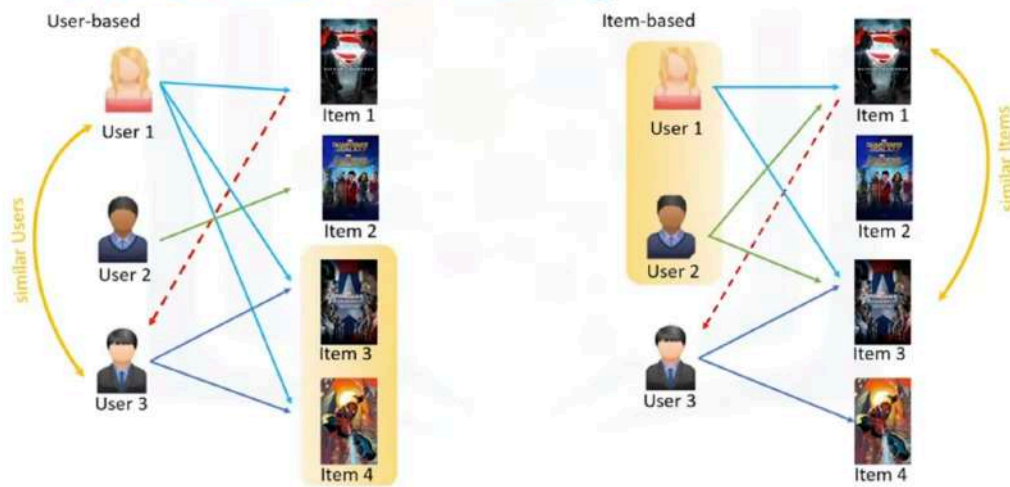 User-based
User 1
User 2
User 3
similar Users
Item 1
Item 2
Item 3
Item 4
Item-based
User 1
User 2
User 3
Item 1
Item 2
Item 3
Item 4
similar Items